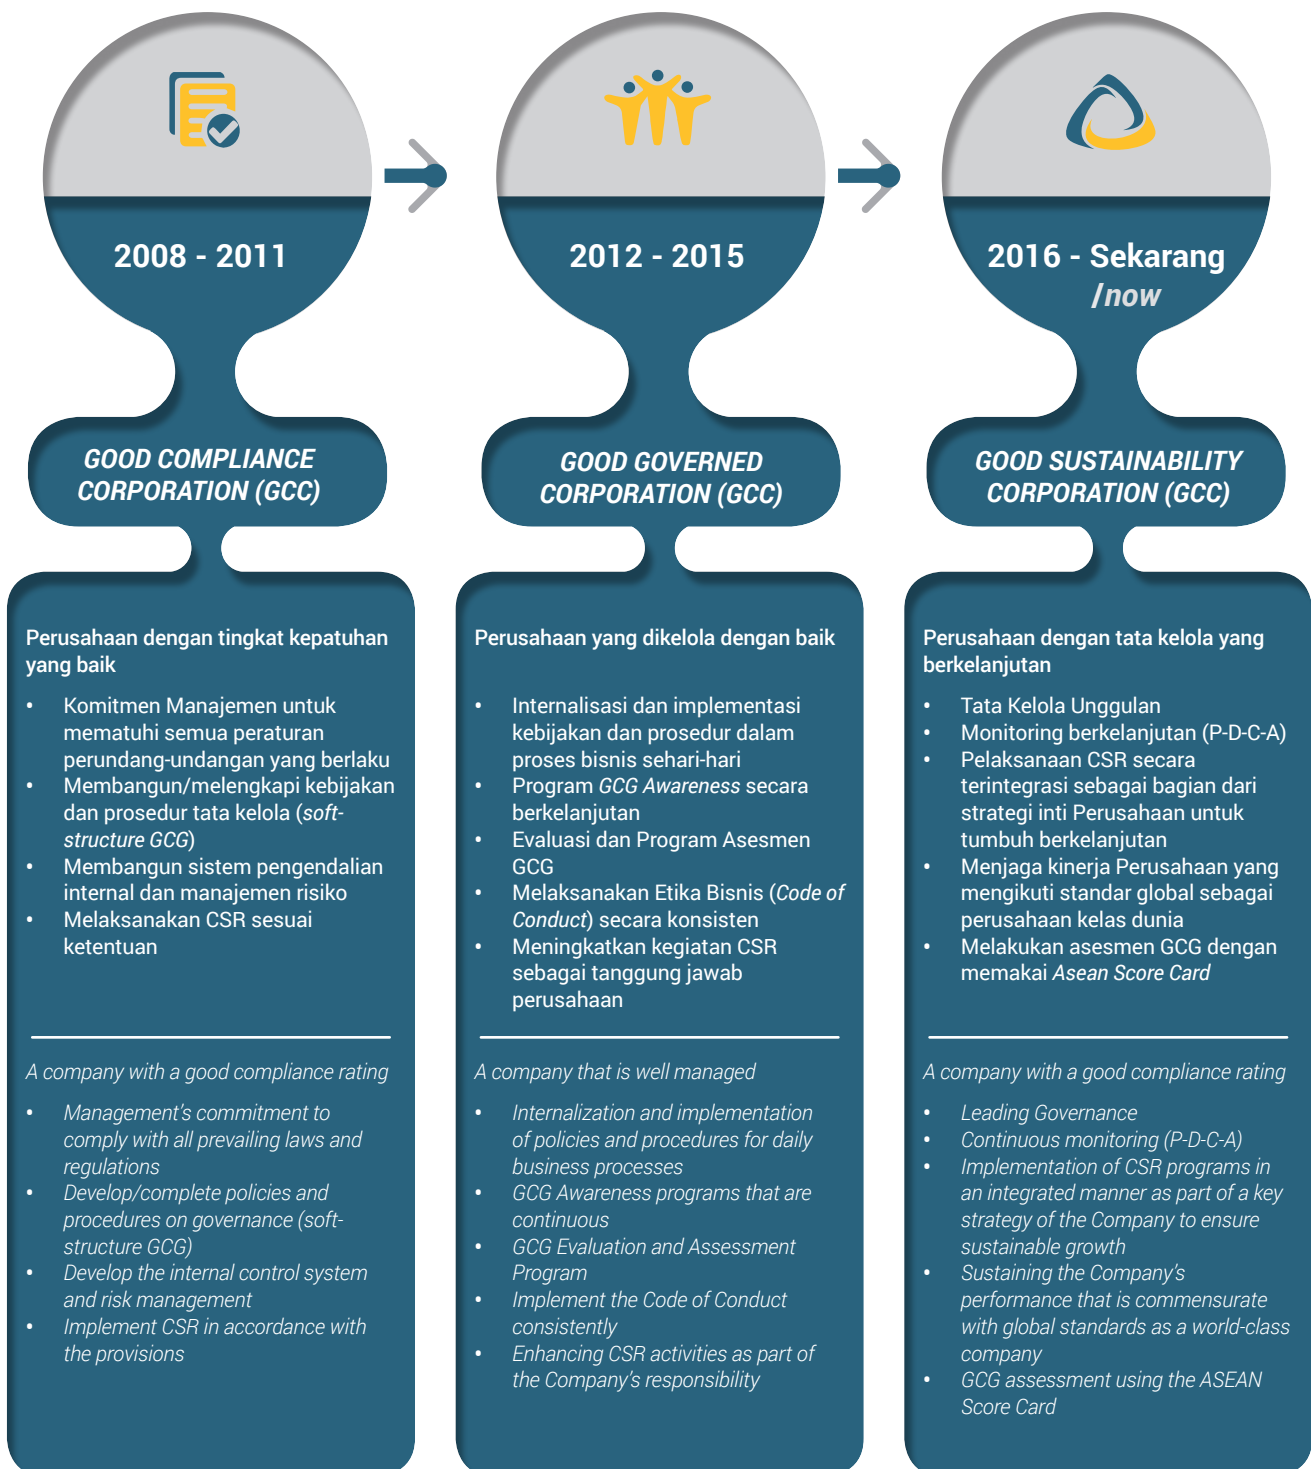 2008 - 2011
GOOD COMPLIANCE
CORPORATION (GCC)
Perusahaan dengan tingkat kepatuhan
yang baik
• Komitmen Manajemen untuk
mematuhi semua peraturan
perundang-undangan yang berlaku
• Membangun/melengkapi kebijakan
dan prosedur tata kelola (soft-
structure GCG)
• Membangun sistem pengendalian
internal dan manajemen risiko
• Melaksanakan CSR sesuai
ketentuan
A company with a good compliance rating
• Management's commitment to
comply with all prevailing laws and
regulations
• Develop/complete policies and
procedures on governance (soft-
structure GCG)
• Develop the internal control system
and risk management
• Implement CSR in accordance with
the provisions
2012 - 2015
GOOD GOVERNED
CORPORATION (GCC)
Perusahaan yang dikelola dengan baik
• Internalisasi dan implementasi
kebijakan dan prosedur dalam
proses bisnis sehari-hari
• Program GCG Awareness secara
berkelanjutan
• Evaluasi dan Program Asesmen
GCG
• Melaksanakan Etika Bisnis (Code of
Conduct) secara konsisten
• Meningkatkan kegiatan CSR
sebagai tanggung jawab
perusahaan
A company that is well managed
• Internalization and implementation
of policies and procedures for daily
business processes
• GCG Awareness programs that are
continuous
• GCG Evaluation and Assessment
Program
• Implement the Code of Conduct
consistently
• Enhancing CSR activities as part of
the Company's responsibility
2016 - Sekarang
/now
GOOD SUSTAINABILITY
CORPORATION (GCC)
Perusahaan dengan tata kelola yang
berkelanjutan
• Tata Kelola Unggulan
• Monitoring berkelanjutan (P-D-C-A)
• Pelaksanaan CSR secara
terintegrasi sebagai bagian dari
strategi inti Perusahaan untuk
tumbuh berkelanjutan
• Menjaga kinerja Perusahaan yang
mengikuti standar global sebagai
perusahaan kelas dunia
• Melakukan asesmen GCG dengan
memakai Asean Score Card
A company with a good compliance rating
• Leading Governance
• Continuous monitoring (P-D-C-A)
• Implementation of CSR programs in
an integrated manner as part of a key
strategy of the Company to ensure
sustainable growth
• Sustaining the Company's
performance that is commensurate
with global standards as a world-class
company
• GCG assessment using the ASEAN
Score Card